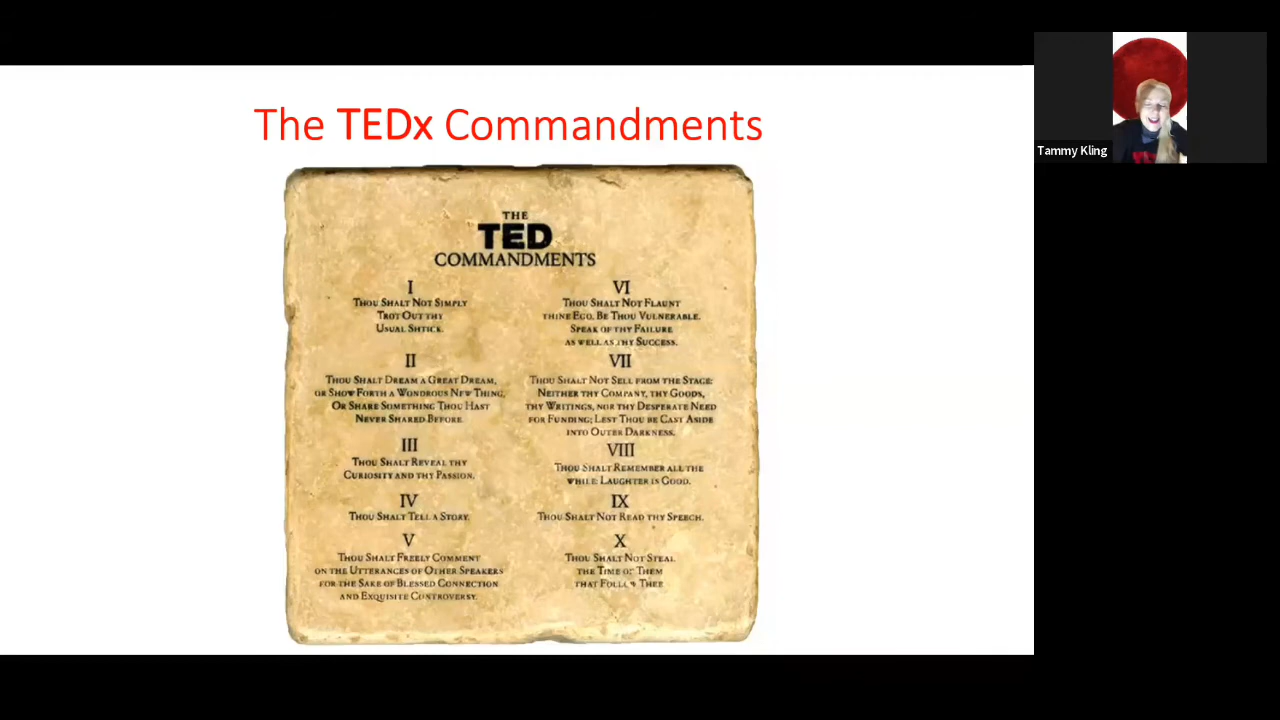 The TEDx Commandments
THE
TED
COMMANDMENTS
I
THOU SHALT NOT SIMPLY
TROT OUT THY
USUAL SHTICK.
II
THOU SHALT DREAM A GREAT DREAM,
OR SHOW FORTH A WONDROUS NEW THING,
OR SHARE SOMETHING THOU HAST
NEVER SHARED BEFORE.
III
THOU SHALT REVEAL THY
CURIOSITY AND THY PASSION.
IV
THOU SHALT TELL A STORY.
V
THOU SHALT FREELY COMMENT
ON THE UTTERANCES OF OTHER SPEAKERS
FOR THE SAKE OF BLESSED CONNECTION
AND EXQUISITE CONTROVERSY.
VI
THOU SHALT NOT FLAUNT
THINE EGO. BE THOU VULNERABLE.
SPEAK OF THY FAILURE
AS WELL AS THY SUCCESS.
VII
THOU SHALT NOT SELL FROM THE STAGE:
NEITHER THY COMPANY, THY GOODS,
THY WRITINGS, NOR THY DESPERATE NEED
FOR FUNDING; LEST THOU BE CAST ASIDE
INTO OUTER DARKNESS.
VIII
THOU SHALT REMEMBER ALL THE
WHILE: LAUGHTER IS GOOD.
IX
THOU SHALT NOT READ THY SPEECH.
X
THOU SHALT NOT STEAL
THE TIME OF THEM
THAT FOLLOW THEE
Tammy Kling